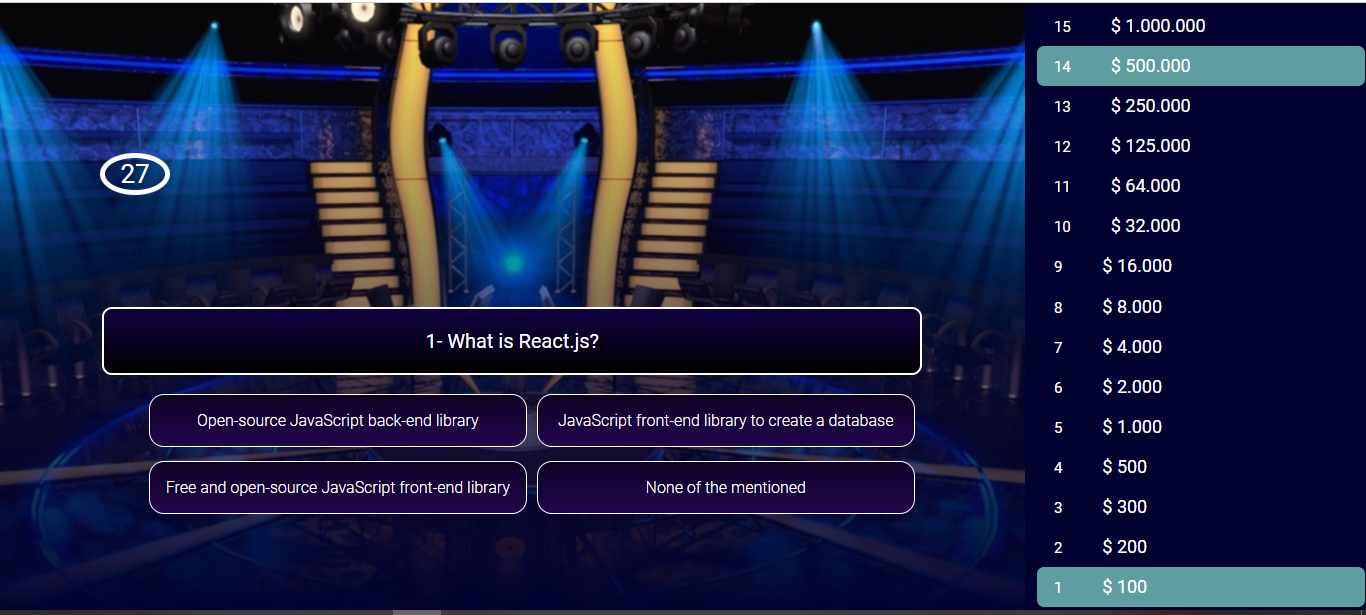 27
1- What is React.js?
Open-source JavaScript back-end library
JavaScript front-end library to create a database
Free and open-source JavaScript front-end library
None of the mentioned
15 $ 1.000.000
14 $ 500.000
13 $ 250.000
12 $ 125.000
11 $ 64.000
10 $ 32.000
9 $ 16.000
8 $ 8.000
7 $ 4.000
6 $ 2.000
5 $ 1.000
4 $ 500
3 $ 300
2 $ 200
1 $ 100